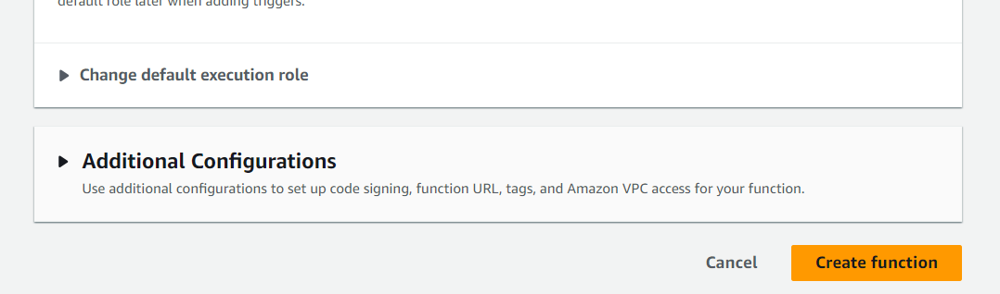 default role later when adding triggers.
Change default execution role
Additional Configurations
Use additional configurations to set up code signing, function URL, tags, and Amazon VPC access for your function.
Cancel
Create function